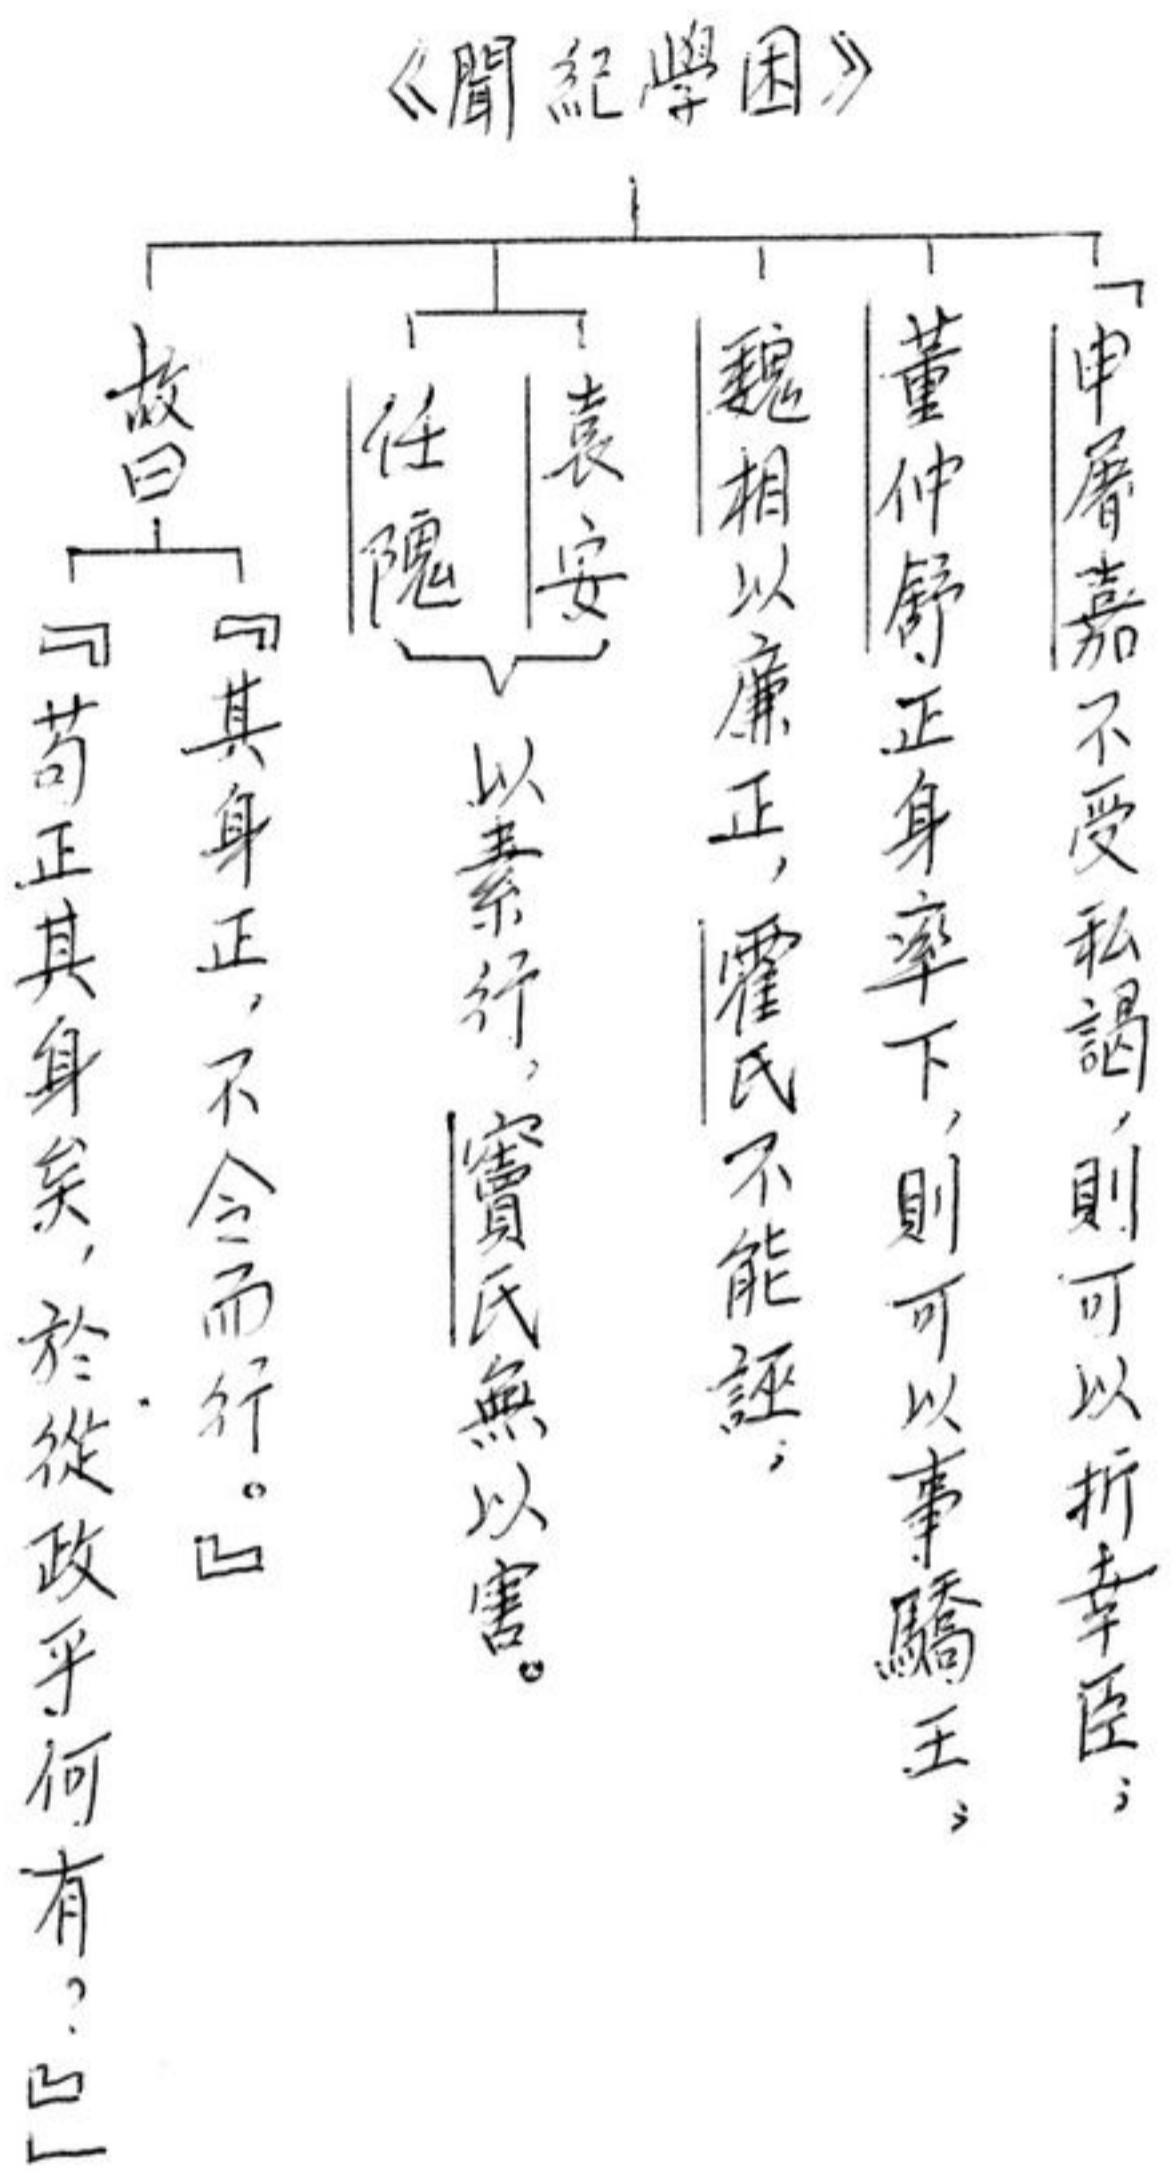 《困學紀聞》
「申屠嘉不受私謁，則可以折幸臣；
董仲舒正身率下，則可以事驕王；
魏相以廉正，霍氏不能誣；
袁安
任隗
以素行，竇氏無以害。
故曰
『其身正，不令而行。』
『苟正其身矣，於從政乎何有？』」